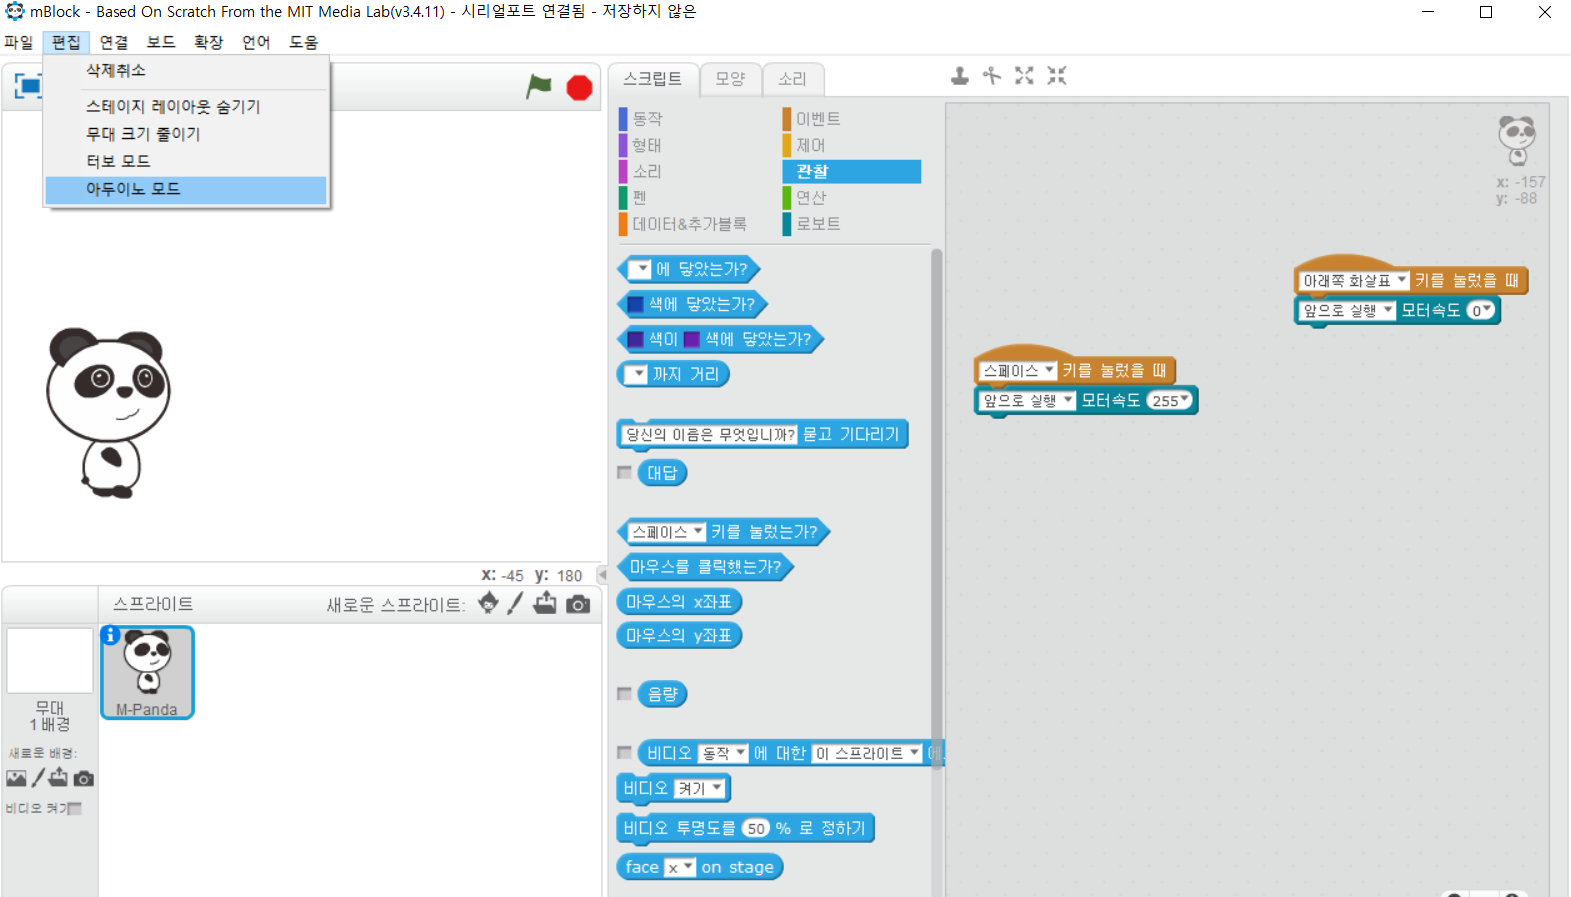 mBlock - Based On Scratch From the MIT Media Lab(v3.4.11) - 시리얼포트 연결됨 - 저장하지 않은
파일 편집 연결 보드 확장 언어 도움
삭제취소
스테이지 레이아웃 숨기기
무대 크기 줄이기
터보 모드
아두이노 모드
x: -45 y: 180
스프라이트 새로운 스프라이트:
M-Panda
무대
1 배경
새로운 배경:
비디오 켜기
스크립트 모양 소리
동작 이벤트
형태 제어
소리 관찰
펜 연산
데이터&추가블록 로보트
에 닿았는가?
색에 닿았는가?
색이 색에 닿았는가?
까지 거리
당신의 이름은 무엇입니까? 묻고 기다리기
대답
스페이스 키를 눌렀는가?
마우스를 클릭했는가?
마우스의 x좌표
마우스의 y좌표
음량
비디오 동작 에 대한 이 스프라이트 에
비디오 켜기
비디오 투명도를 50 % 로 정하기
face x on stage
x: -157
y: -88
아래쪽 화살표 키를 눌렀을 때
앞으로 실행 모터속도 0
스페이스 키를 눌렀을 때
앞으로 실행 모터속도 255